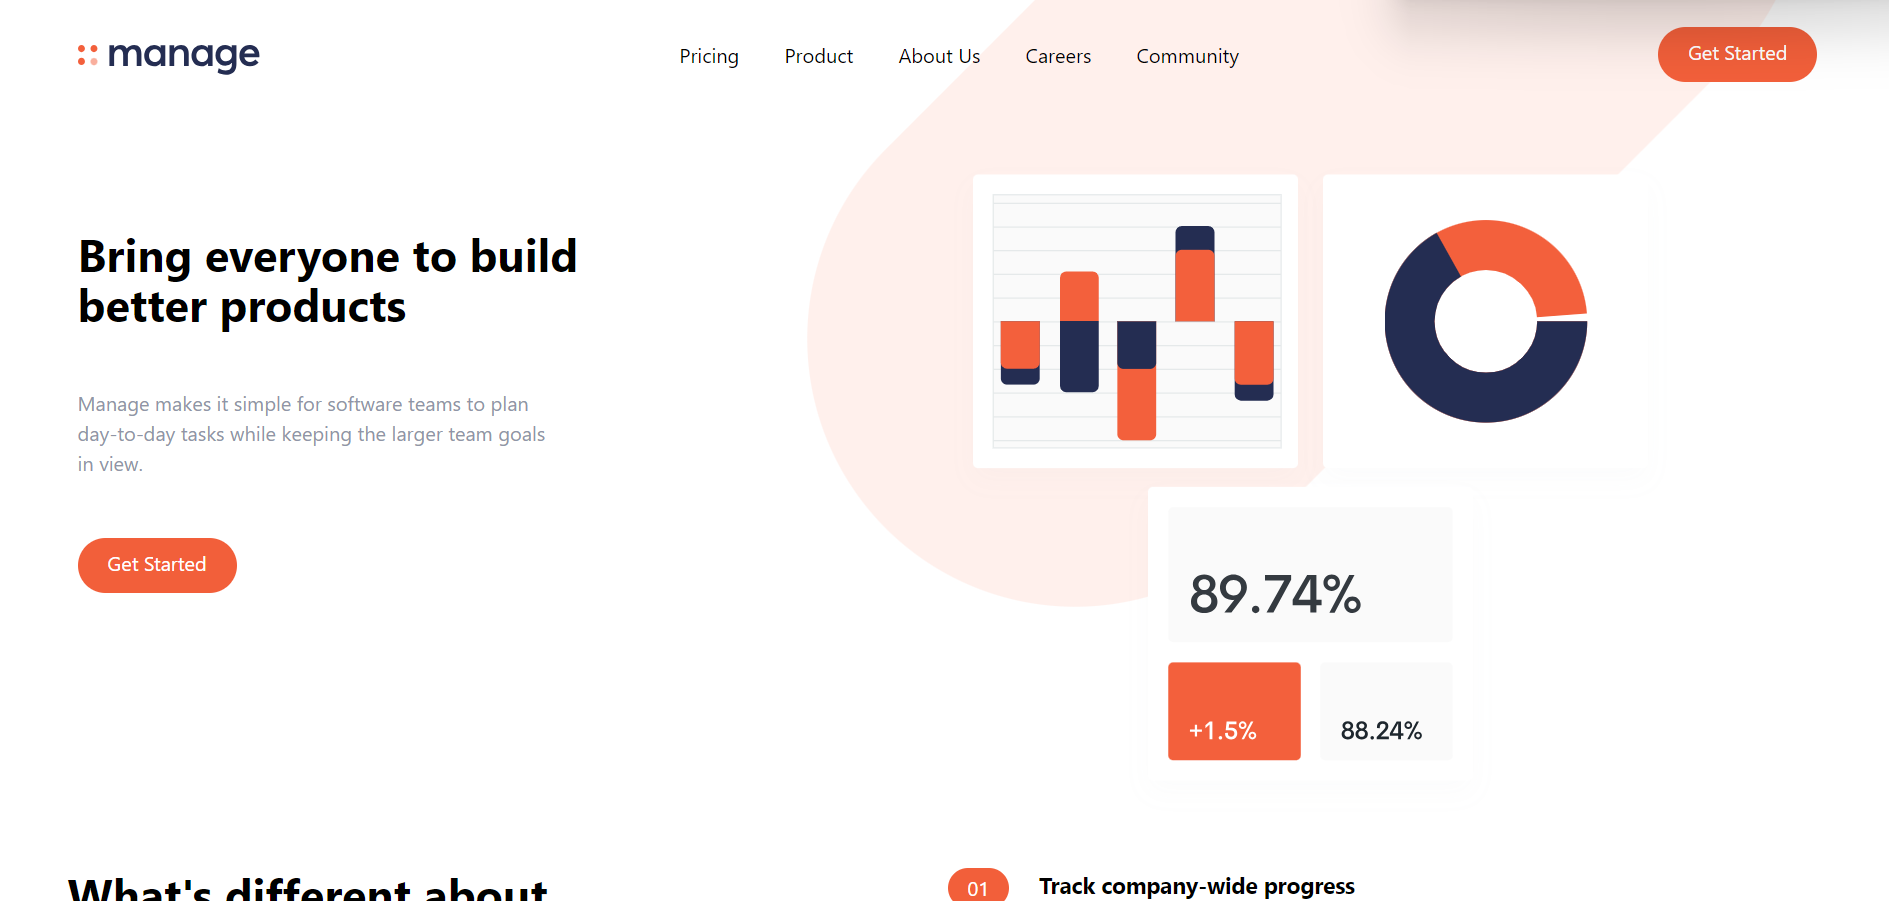 manage
Pricing
Product
About Us
Careers
Community
Get Started
Bring everyone to build
better products
Manage makes it simple for software teams to plan
day-to-day tasks while keeping the larger team goals
in view.
Get Started
89.74%
+1.5%
88.24%
What's different about
01
Track company-wide progress